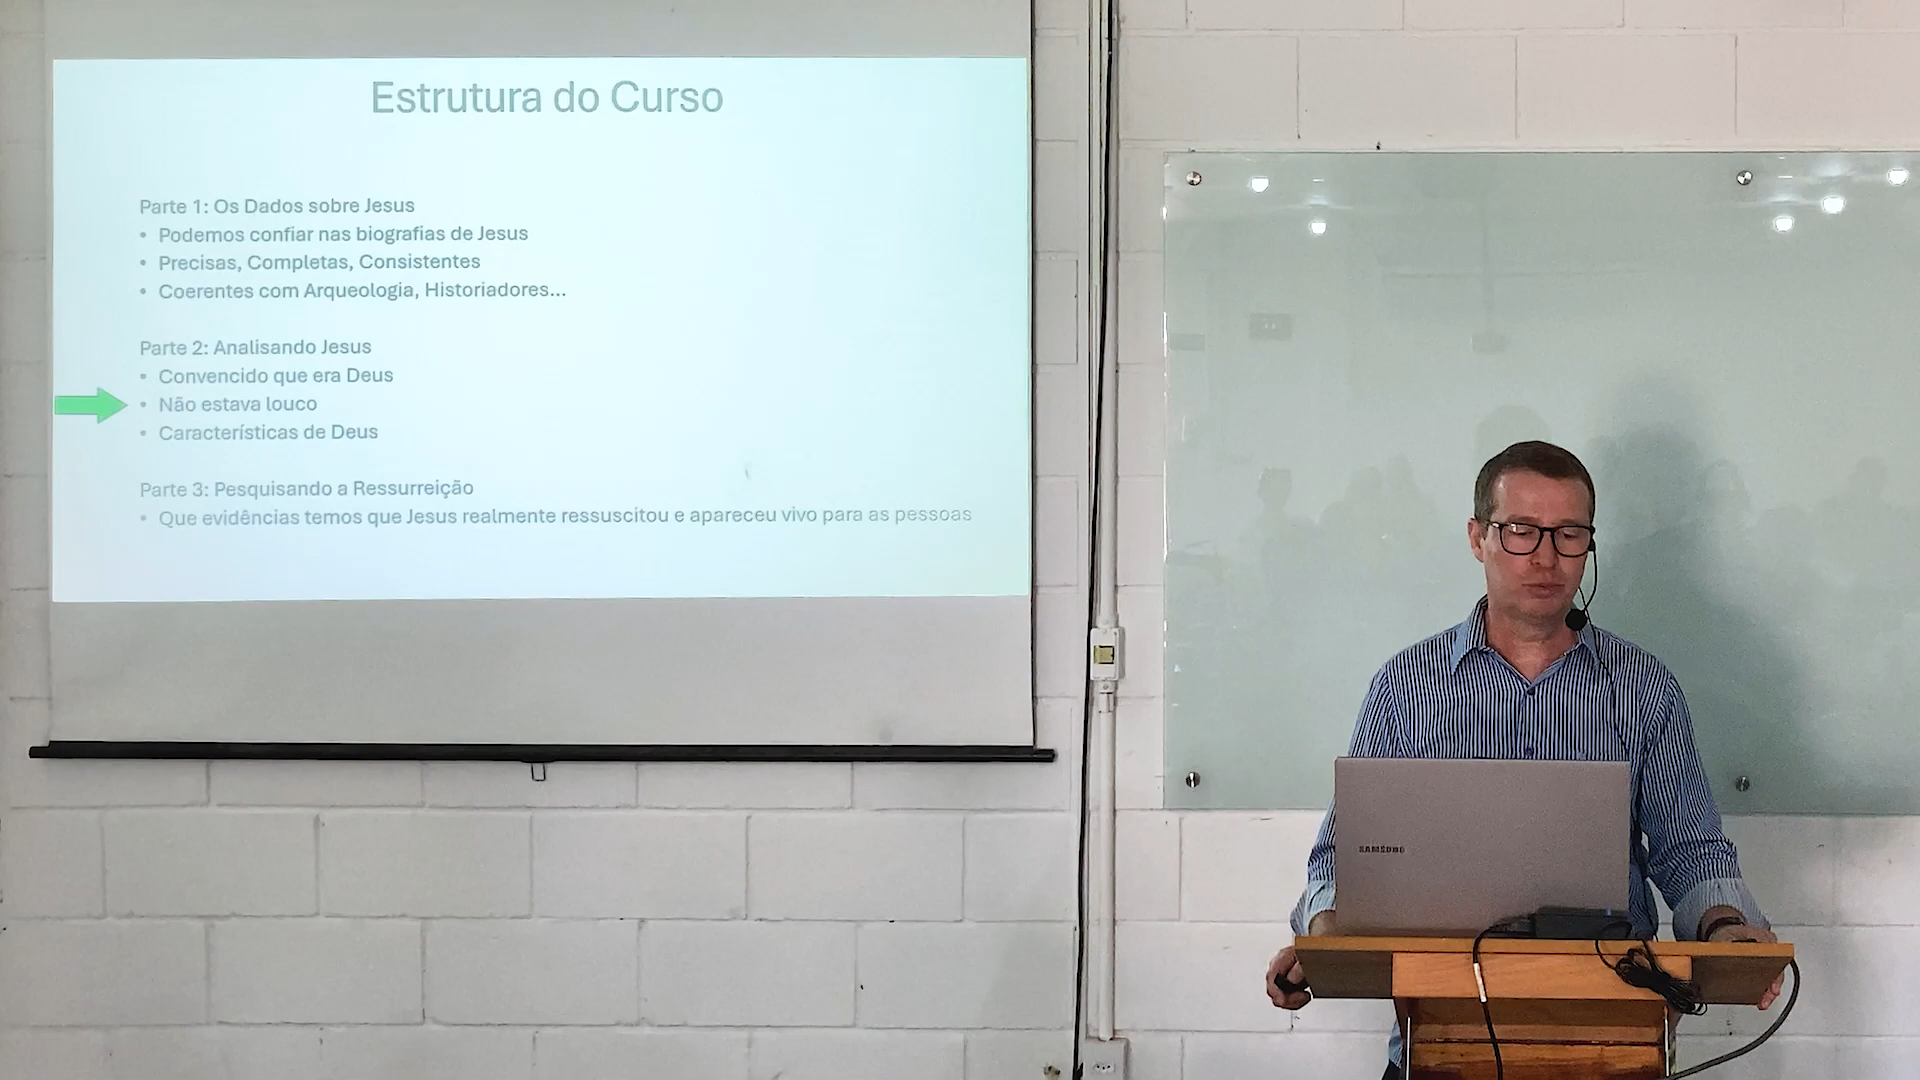 Estrutura do Curso
Parte 1: Os Dados sobre Jesus
• Podemos confiar nas biografias de Jesus
• Precisas, Completas, Consistentes
• Coerentes com Arqueologia, Historiadores...
Parte 2: Analisando Jesus
• Convencido que era Deus
• Não estava louco
• Características de Deus
Parte 3: Pesquisando a Ressurreição
• Que evidências temos que Jesus realmente ressuscitou e apareceu vivo para as pessoas
SAMSUNG